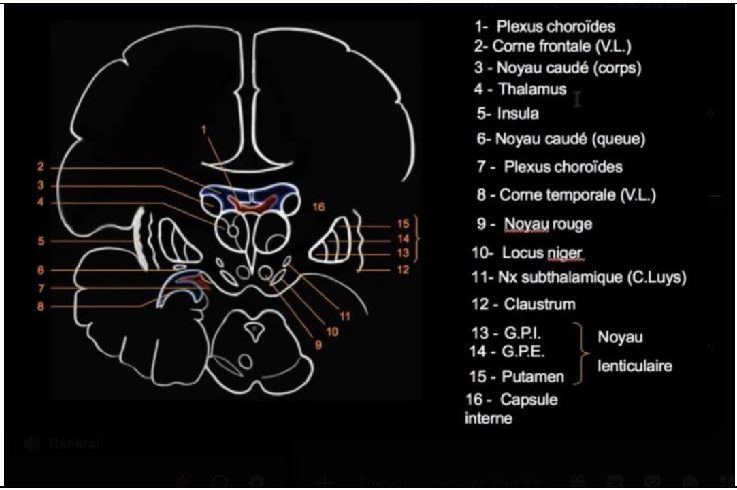 1- Plexus choroïdes
2- Corne frontale (V.L.)
3 - Noyau caudé (corps)
4 - Thalamus
5- Insula
6- Noyau caudé (queue)
7 - Plexus choroïdes
8 - Corne temporale (V.L.)
9 - Noyau rouge
10- Locus niger
11- Nx subthalamique (C.Luys)
12 - Claustrum
13 - G.P.I.
14 - G.P.E.
15 - Putamen
Noyau
lenticulaire
16 - Capsule
interne
1
2
3
4
5
6
7
8
16
15
14
13
12
11
10
9
Général